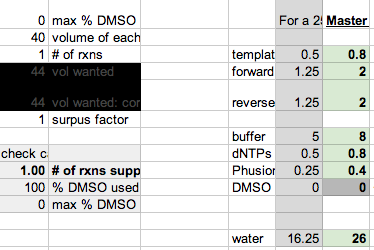 0 max % DMSO For a 25 Master
40 volume of each
1 # of rxns templat 0.5 0.8
44 vol wanted forward 1.25 2
44 vol wanted: cor reverse 1.25 2
1 surpus factor
buffer 5 8
check c dNTPs 0.5 0.8
1.00 # of rxns supp Phusion 0.25 0.4
100 % DMSO used DMSO 0 0
0 max % DMSO
water 16.25 26